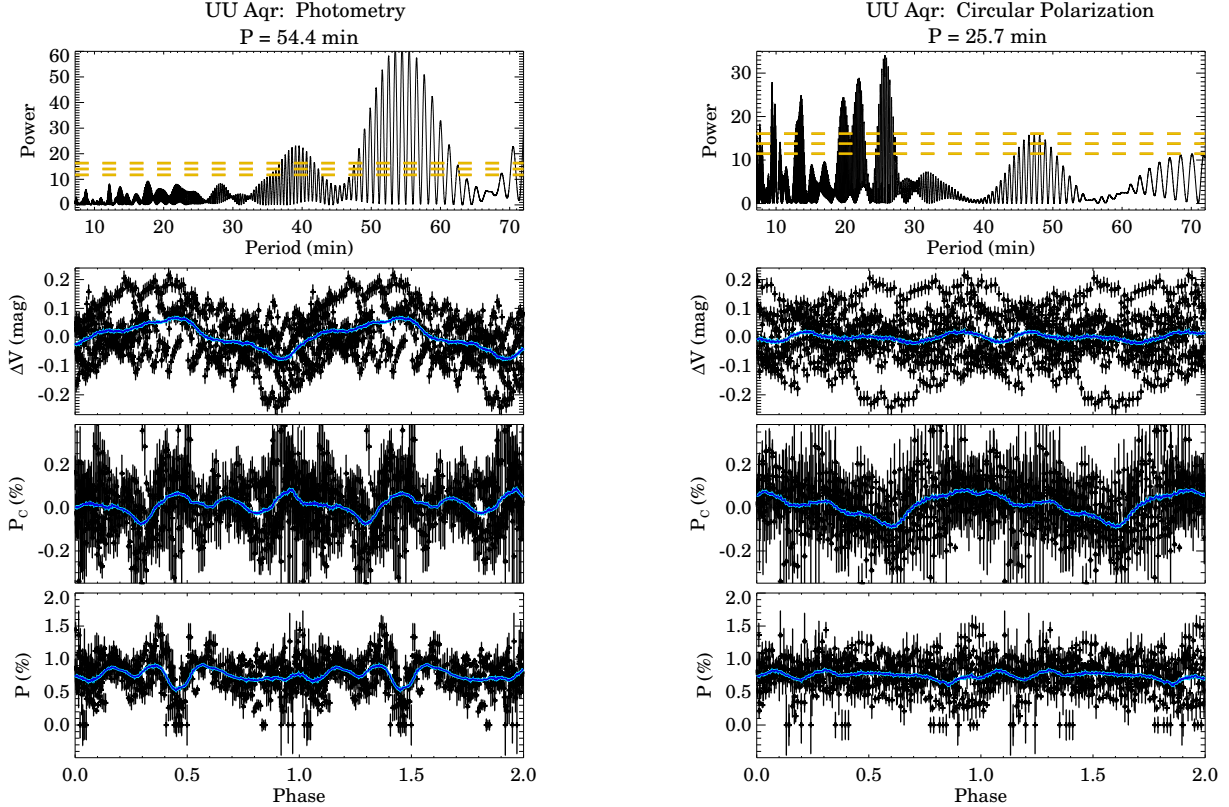 UU Aqr: Photometry
P = 54.4 min
60
50
40
30
20
10
0
Power
10 20 30 40 50 60 70
Period (min)
0.2
0.1
0.0
-0.1
-0.2
ΔV (mag)
0.2
0.0
-0.2
P_C (%)
2.0
1.5
1.0
0.5
0.0
P (%)
0.0 0.5 1.0 1.5 2.0
Phase
UU Aqr: Circular Polarization
P = 25.7 min
30
20
10
0
Power
10 20 30 40 50 60 70
Period (min)
0.2
0.1
0.0
-0.1
-0.2
ΔV (mag)
0.2
0.0
-0.2
P_C (%)
2.0
1.5
1.0
0.5
0.0
P (%)
0.0 0.5 1.0 1.5 2.0
Phase